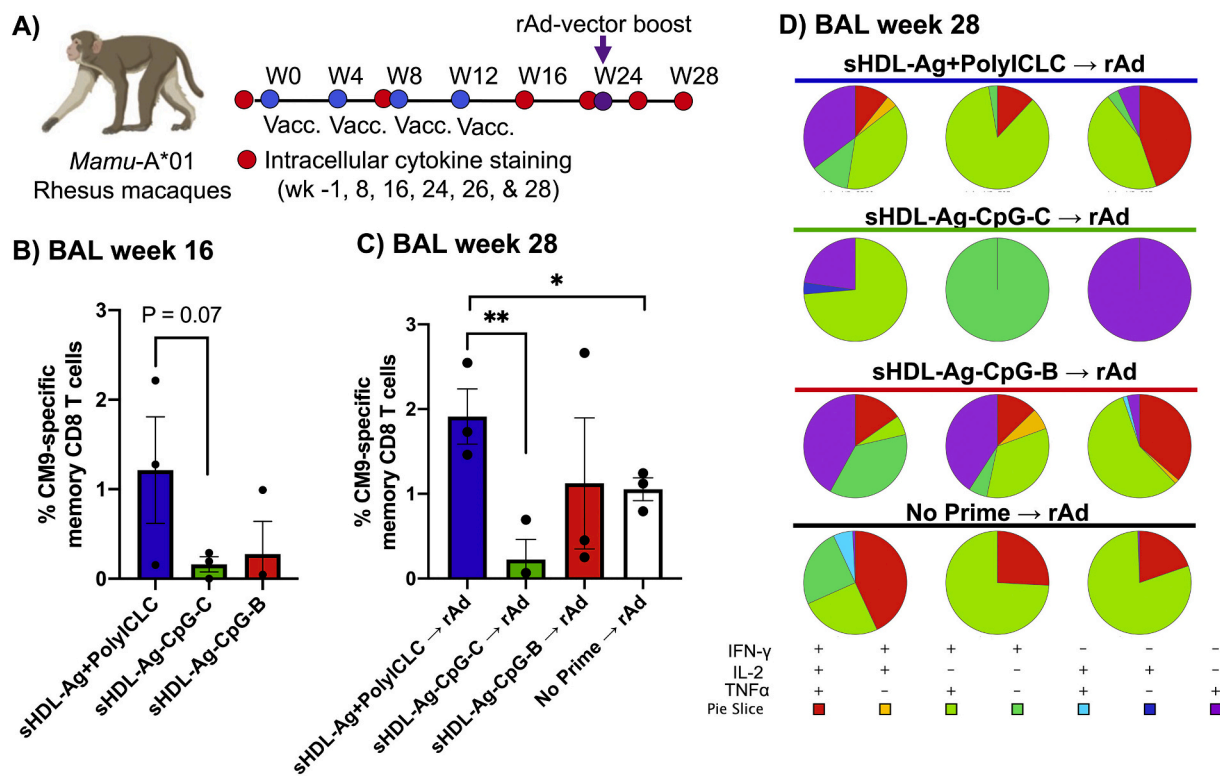 A)
rAd-vector boost
W0 W4 W8 W12 W16 W24 W28
Vacc. Vacc. Vacc. Vacc.
Mamu-A*01
Rhesus macaques
Intracellular cytokine staining
(wk -1, 8, 16, 24, 26, & 28)
B) BAL week 16
% CM9-specific
memory CD8 T cells
3
2
1
0
P = 0.07
sHDL-Ag+PolyICLC
sHDL-Ag-CpG-C
sHDL-Ag-CpG-B
C) BAL week 28
% CM9-specific
memory CD8 T cells
3
2
1
0
*
**
sHDL-Ag+PolyICLC → rAd
sHDL-Ag-CpG-C → rAd
sHDL-Ag-CpG-B → rAd
No Prime → rAd
D) BAL week 28
sHDL-Ag+PolyICLC → rAd
sHDL-Ag-CpG-C → rAd
sHDL-Ag-CpG-B → rAd
No Prime → rAd
IFN-γ + + + + – – –
IL-2 + + – – + + –
TNFα + – + – + – +
Pie Slice